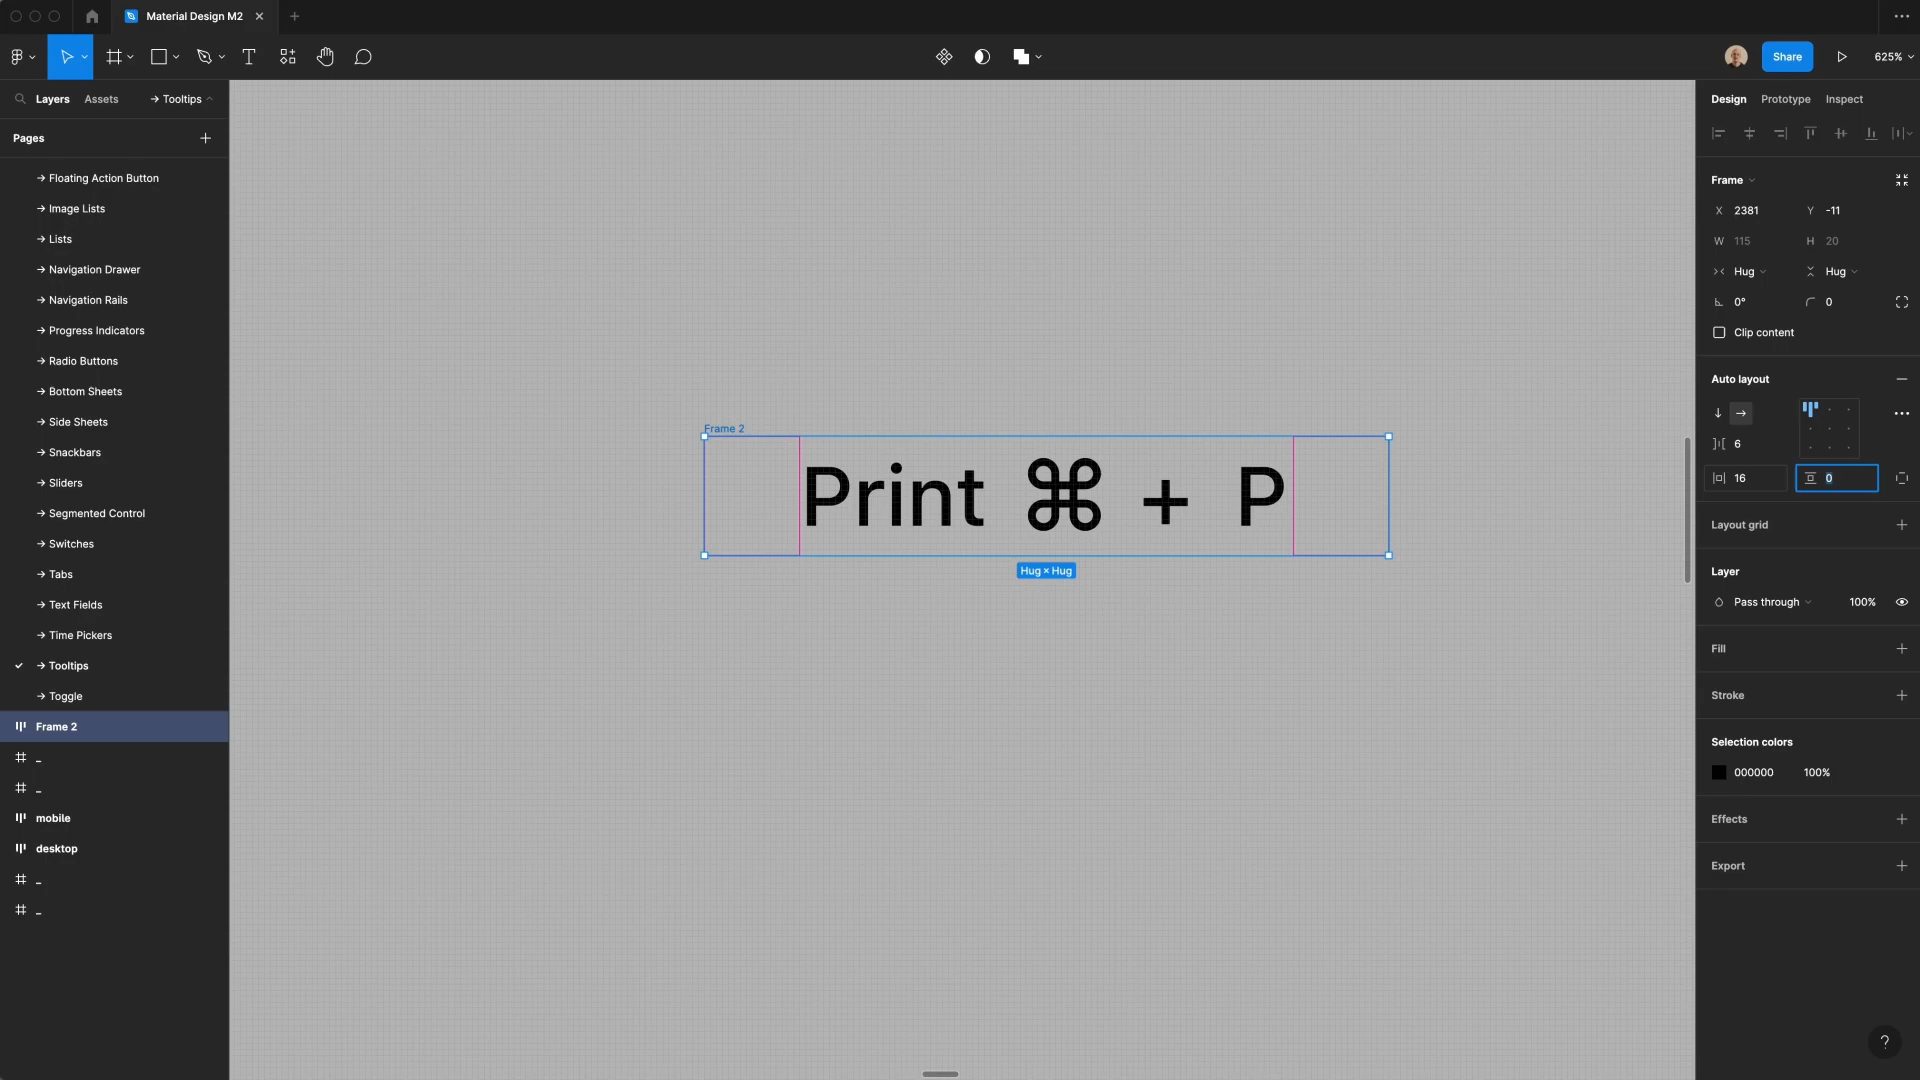 Material Design M2
Share
625%
Layers
Assets
→ Tooltips
Pages
→ Floating Action Button
→ Image Lists
→ Lists
→ Navigation Drawer
→ Navigation Rails
→ Progress Indicators
→ Radio Buttons
→ Bottom Sheets
→ Side Sheets
→ Snackbars
→ Sliders
→ Segmented Control
→ Switches
→ Tabs
→ Text Fields
→ Time Pickers
→ Tooltips
→ Toggle
Frame 2
_
_
mobile
desktop
_
_
Frame 2
Print ⌘ + P
Hug × Hug
Design Prototype Inspect
Frame
X 2381 Y -11
W 115 H 20
Hug Hug
0° 0
Clip content
Auto layout
6
16 0
Layout grid
Layer
Pass through 100%
Fill
Stroke
Selection colors
000000 100%
Effects
Export
?